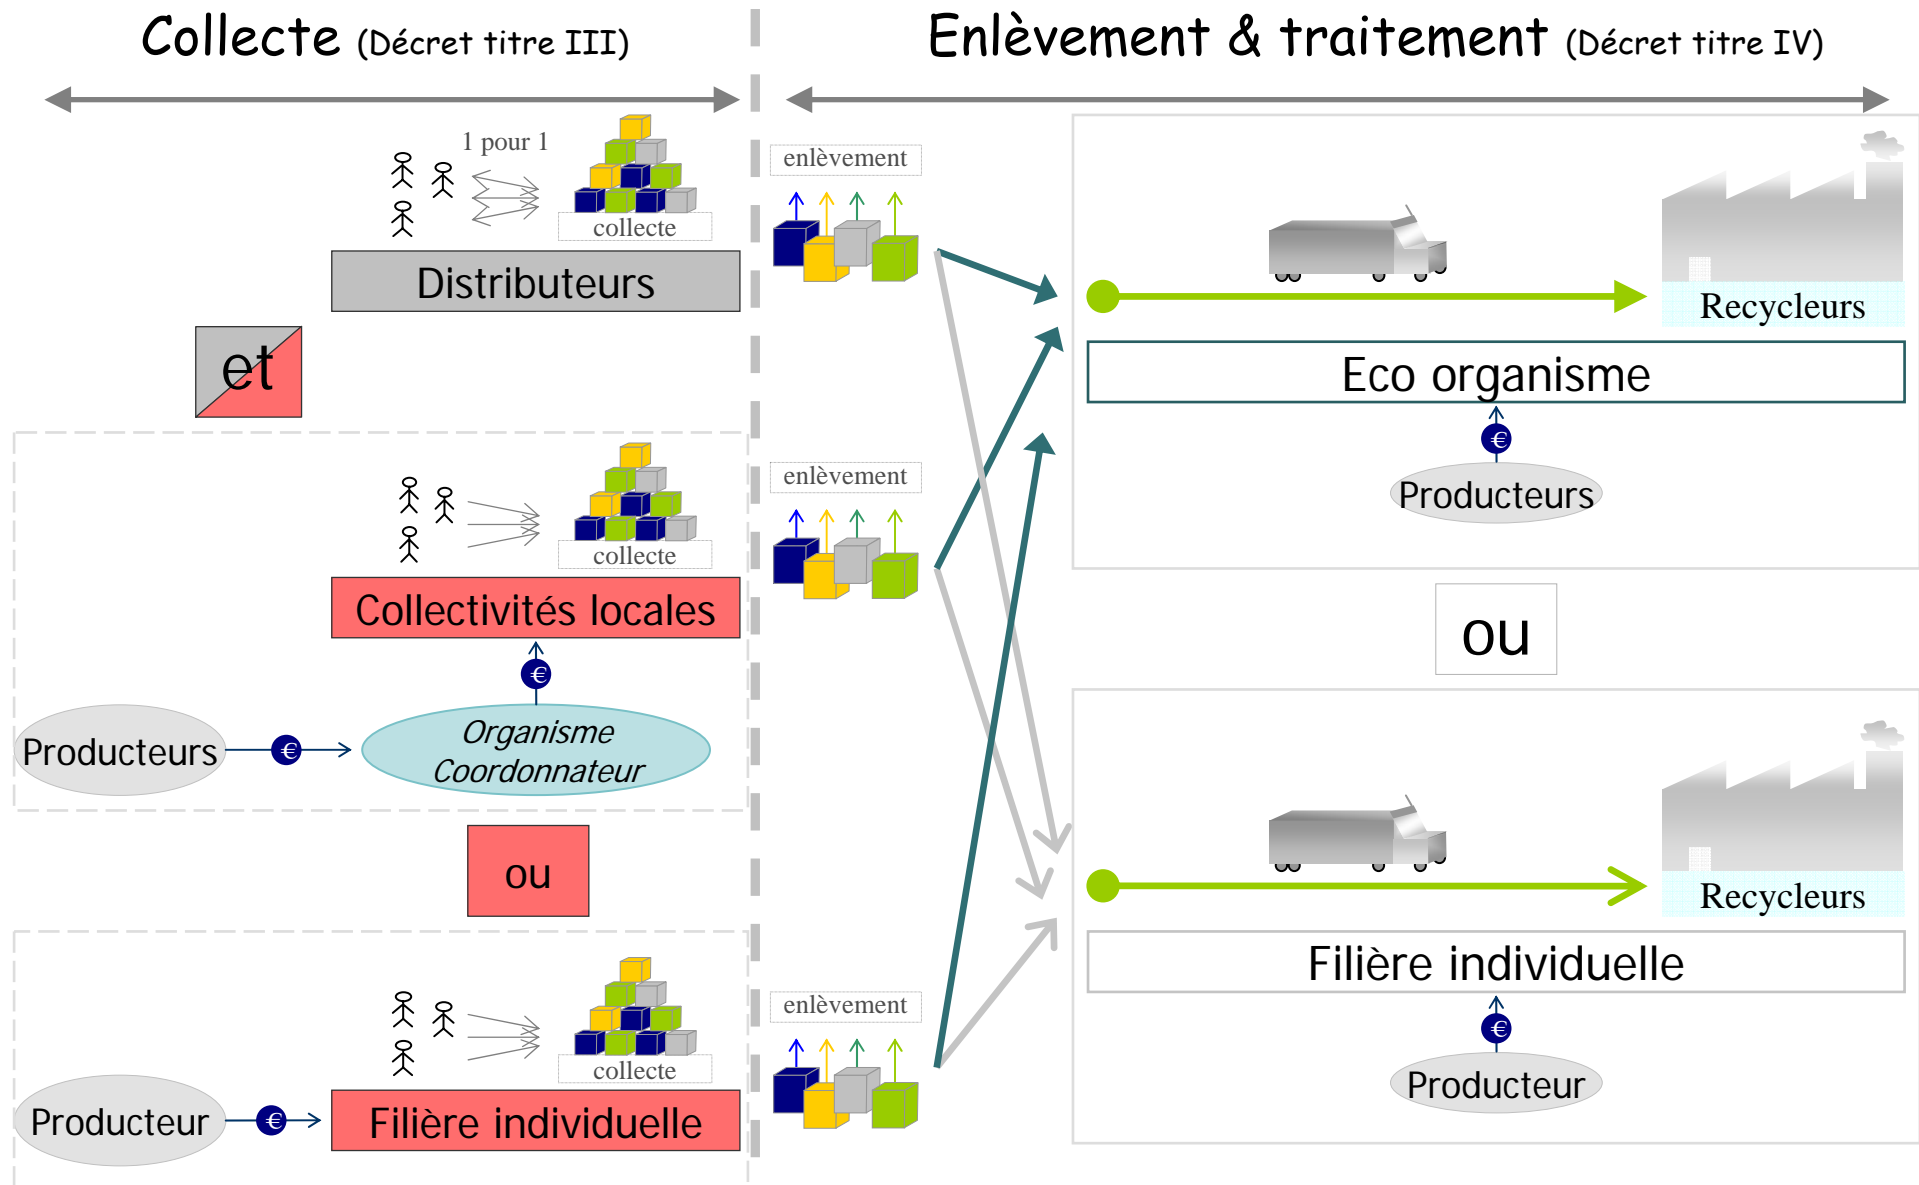 Collecte (Décret titre III)
Enlèvement & traitement (Décret titre IV)
1 pour 1
collecte
Distributeurs
enlèvement
Recycleurs
Eco organisme
€
Producteurs
et
collecte
Collectivités locales
€
Producteurs
€
Organisme
Coordonnateur
enlèvement
ou
ou
Recycleurs
Filière individuelle
€
Producteur
collecte
Filière individuelle
Producteur
€
enlèvement